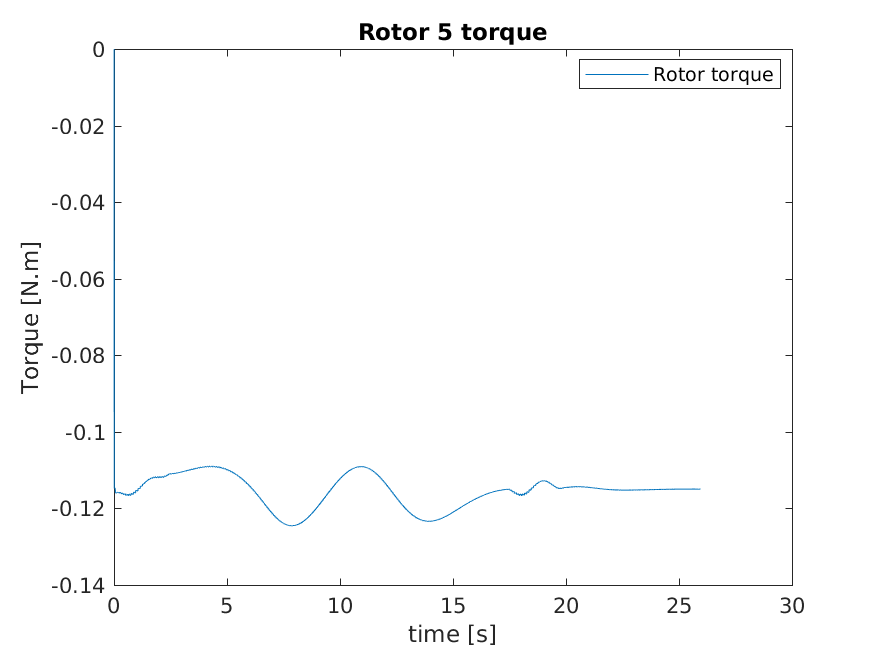 Rotor 5 torque
Rotor torque
0
-0.02
-0.04
-0.06
-0.08
-0.1
-0.12
-0.14
Torque [N.m]
0 5 10 15 20 25 30
time [s]